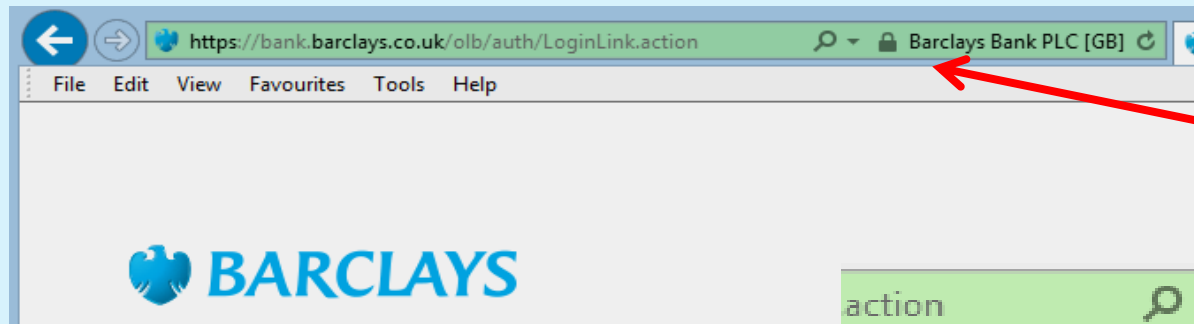 https://bank.barclays.co.uk/olb/auth/LoginLink.action Barclays Bank PLC [GB]
File Edit View Favourites Tools Help
BARCLAYS
.action